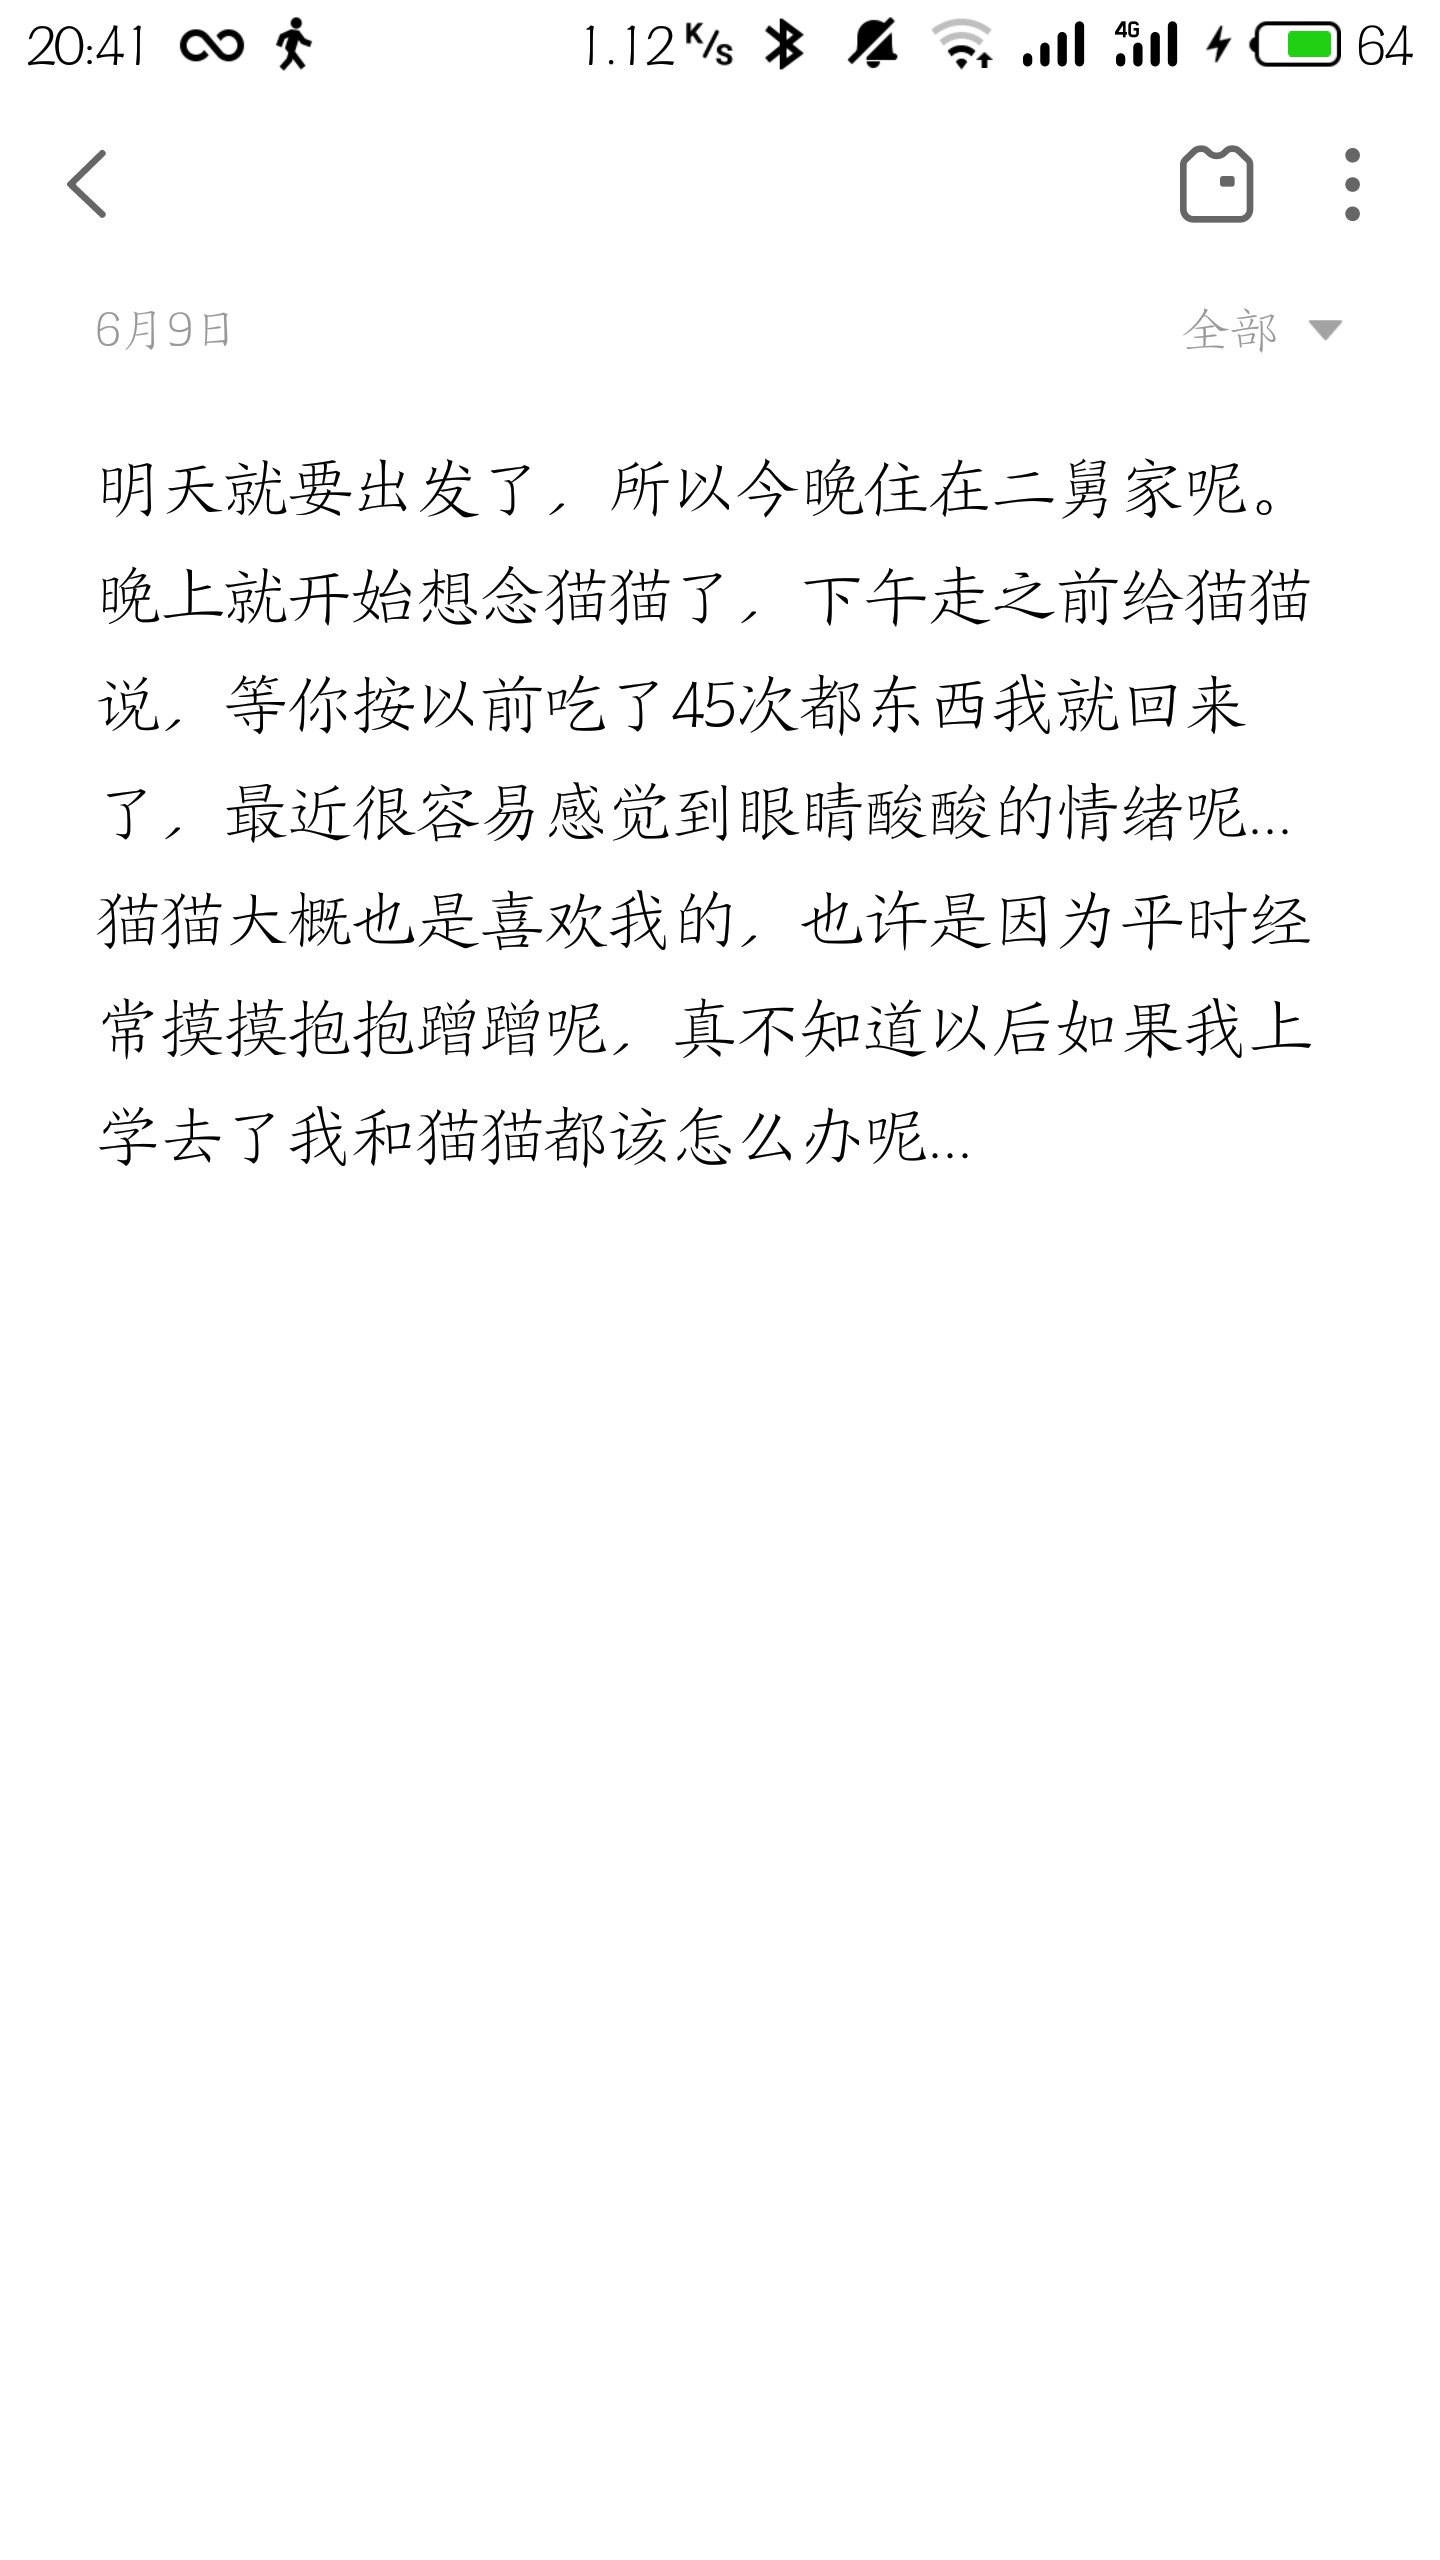 20:41 1.12 K/s 4G 64
6月9日 全部
明天就要出发了，所以今晚住在二舅家呢。
晚上就开始想念猫猫了，下午走之前给猫猫
说，等你按以前吃了45次都东西我就回来
了，最近很容易感觉到眼睛酸酸的情绪呢...
猫猫大概也是喜欢我的，也许是因为平时经
常摸摸抱抱蹭蹭呢，真不知道以后如果我上
学去了我和猫猫都该怎么办呢...